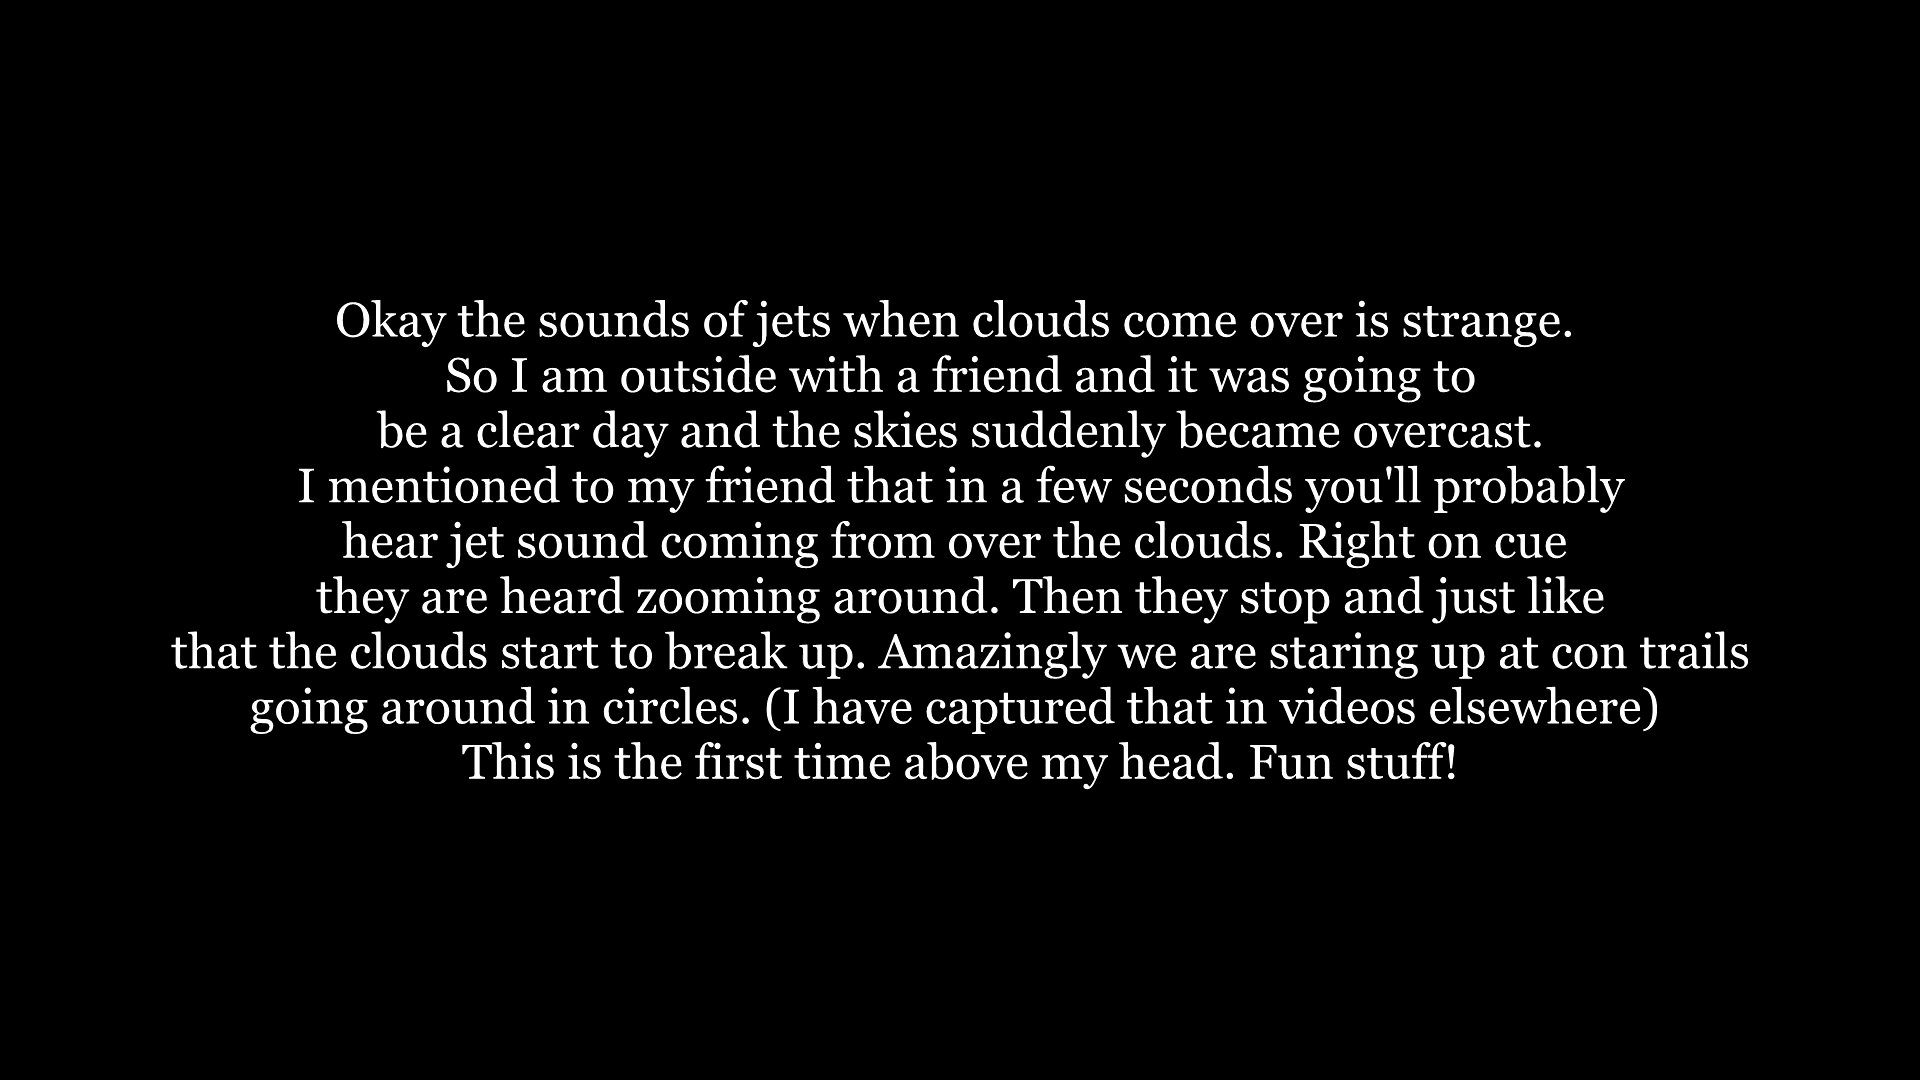 Okay the sounds of jets when clouds come over is strange.
So I am outside with a friend and it was going to
be a clear day and the skies suddenly became overcast.
I mentioned to my friend that in a few seconds you'll probably
hear jet sound coming from over the clouds. Right on cue
they are heard zooming around. Then they stop and just like
that the clouds start to break up. Amazingly we are staring up at con trails
going around in circles. (I have captured that in videos elsewhere)
This is the first time above my head. Fun stuff!